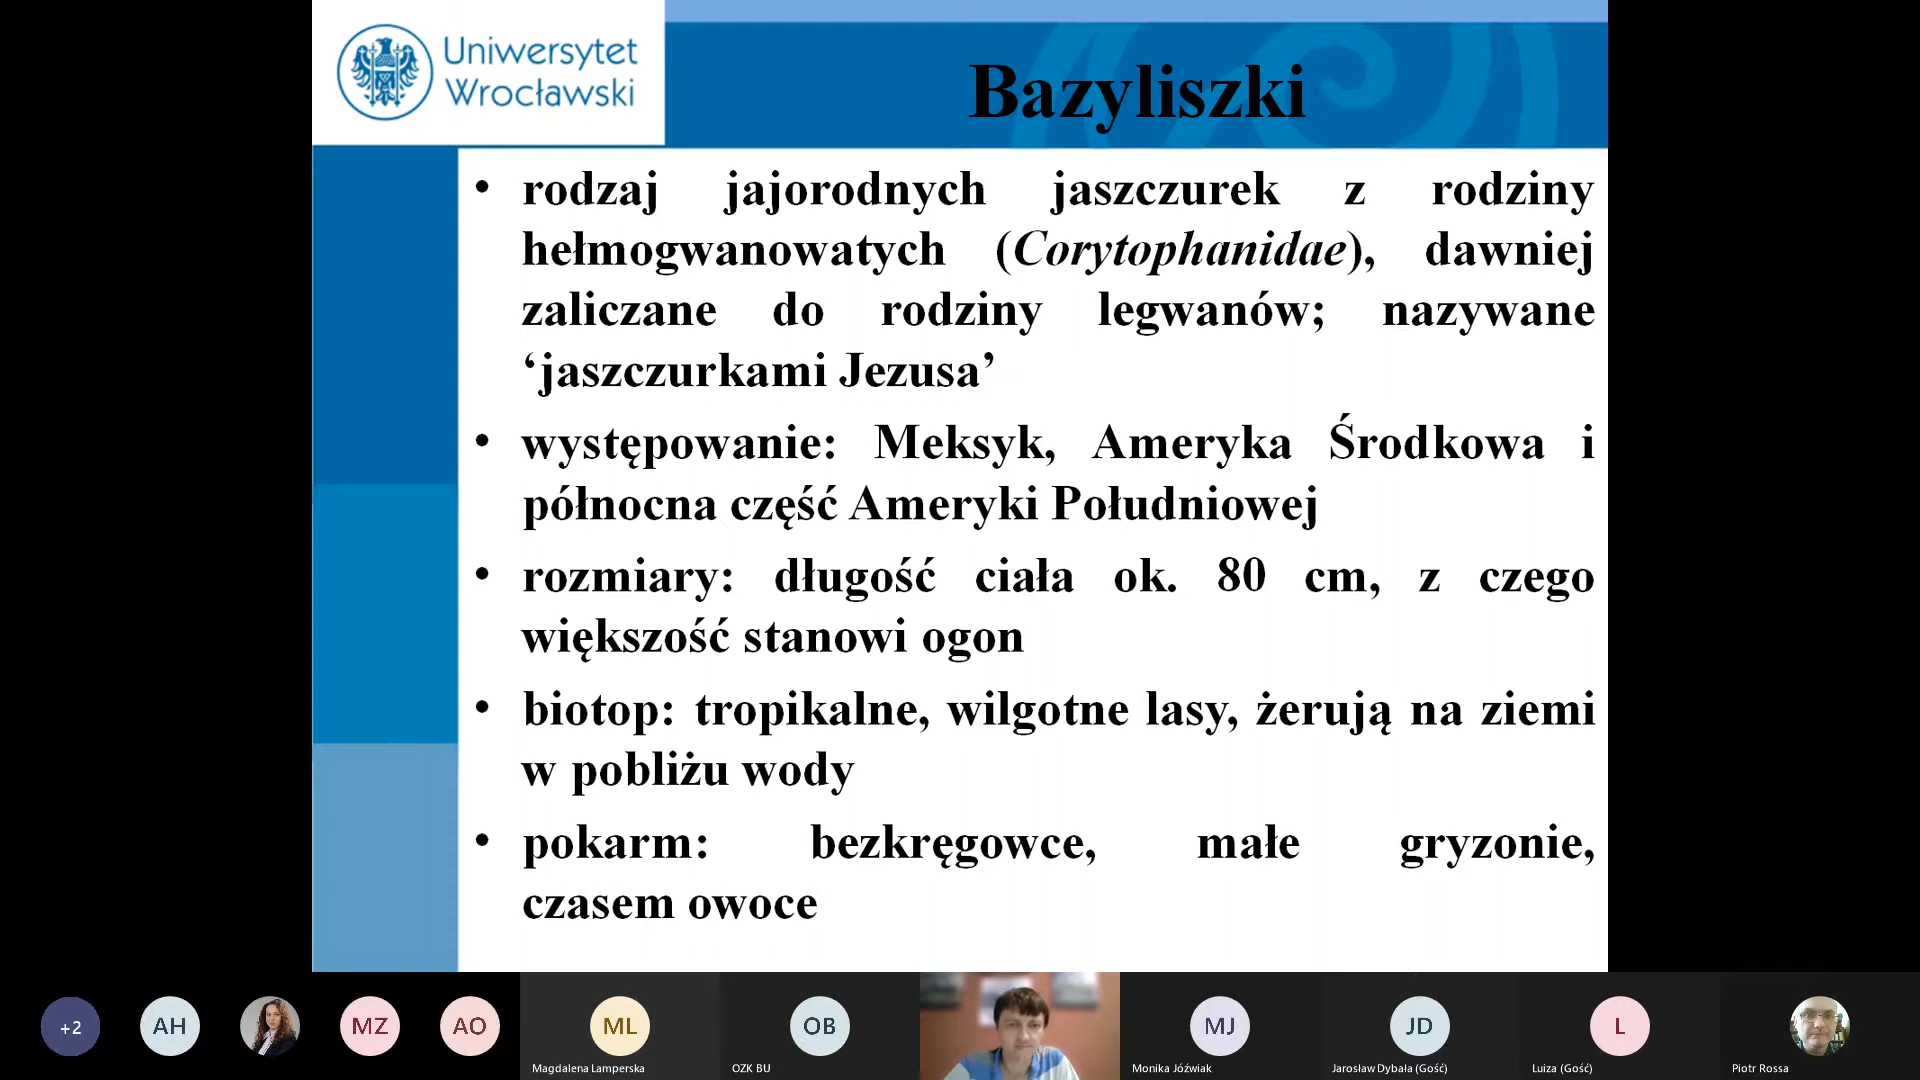 Uniwersytet
Wrocławski
Bazyliszki
• rodzaj jajorodnych jaszczurek z rodziny
hełmogwanowatych (Corytophanidae), dawniej
zaliczane do rodziny legwanów; nazywane
‘jaszczurkami Jezusa’
• występowanie: Meksyk, Ameryka Środkowa i
północna część Ameryki Południowej
• rozmiary: długość ciała ok. 80 cm, z czego
większość stanowi ogon
• biotop: tropikalne, wilgotne lasy, żerują na ziemi
w pobliżu wody
• pokarm: bezkręgowce, małe gryzonie,
czasem owoce
+2 AH MZ AO ML OB MJ JD L
Magdalena Lamperska OZK BU Monika Jóźwiak Jarosław Dybała (Gość) Luiza (Gość) Piotr Rossa